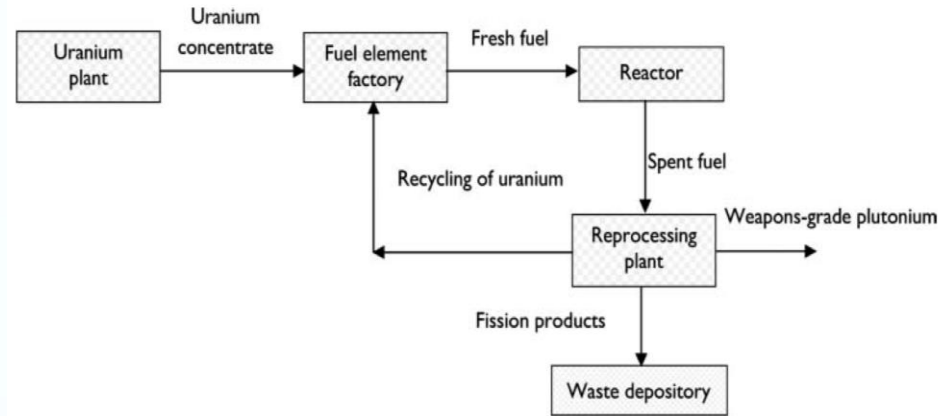 Uranium
concentrate
Uranium
plant
Fuel element
factory
Fresh fuel
Reactor
Recycling of uranium
Spent fuel
Weapons-grade plutonium
Reprocessing
plant
Fission products
Waste depository